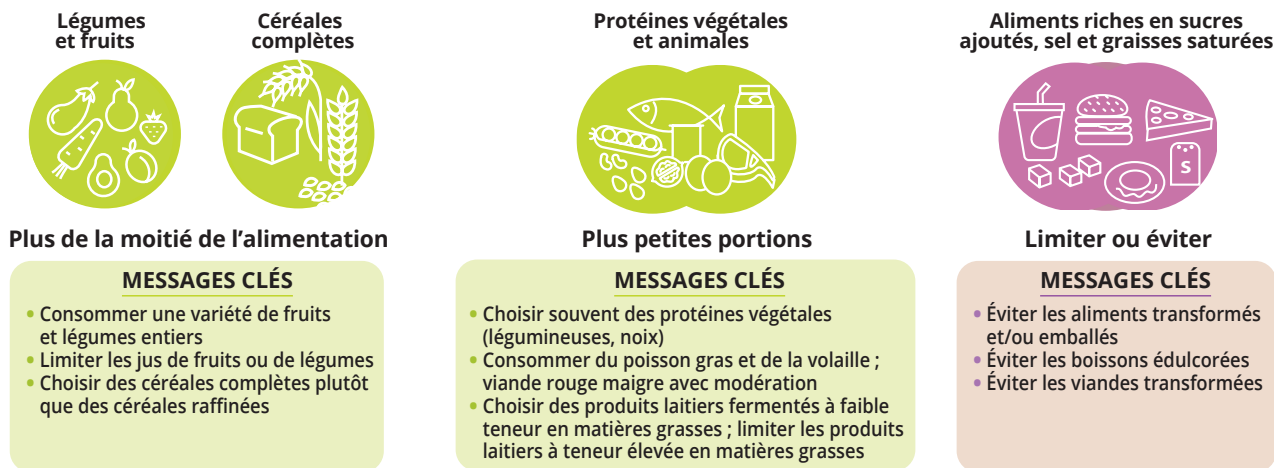 Légumes
et fruits
Céréales
complètes
Plus de la moitié de l’alimentation
MESSAGES CLÉS
• Consommer une variété de fruits
et légumes entiers
• Limiter les jus de fruits ou de légumes
• Choisir des céréales complètes plutôt
que des céréales raffinées
Protéines végétales
et animales
Plus petites portions
MESSAGES CLÉS
• Choisir souvent des protéines végétales
(légumineuses, noix)
• Consommer du poisson gras et de la volaille ;
viande rouge maigre avec modération
• Choisir des produits laitiers fermentés à faible
teneur en matières grasses ; limiter les produits
laitiers à teneur élevée en matières grasses
Aliments riches en sucres
ajoutés, sel et graisses saturées
S
Limiter ou éviter
MESSAGES CLÉS
• Éviter les aliments transformés
et/ou emballés
• Éviter les boissons édulcorées
• Éviter les viandes transformées